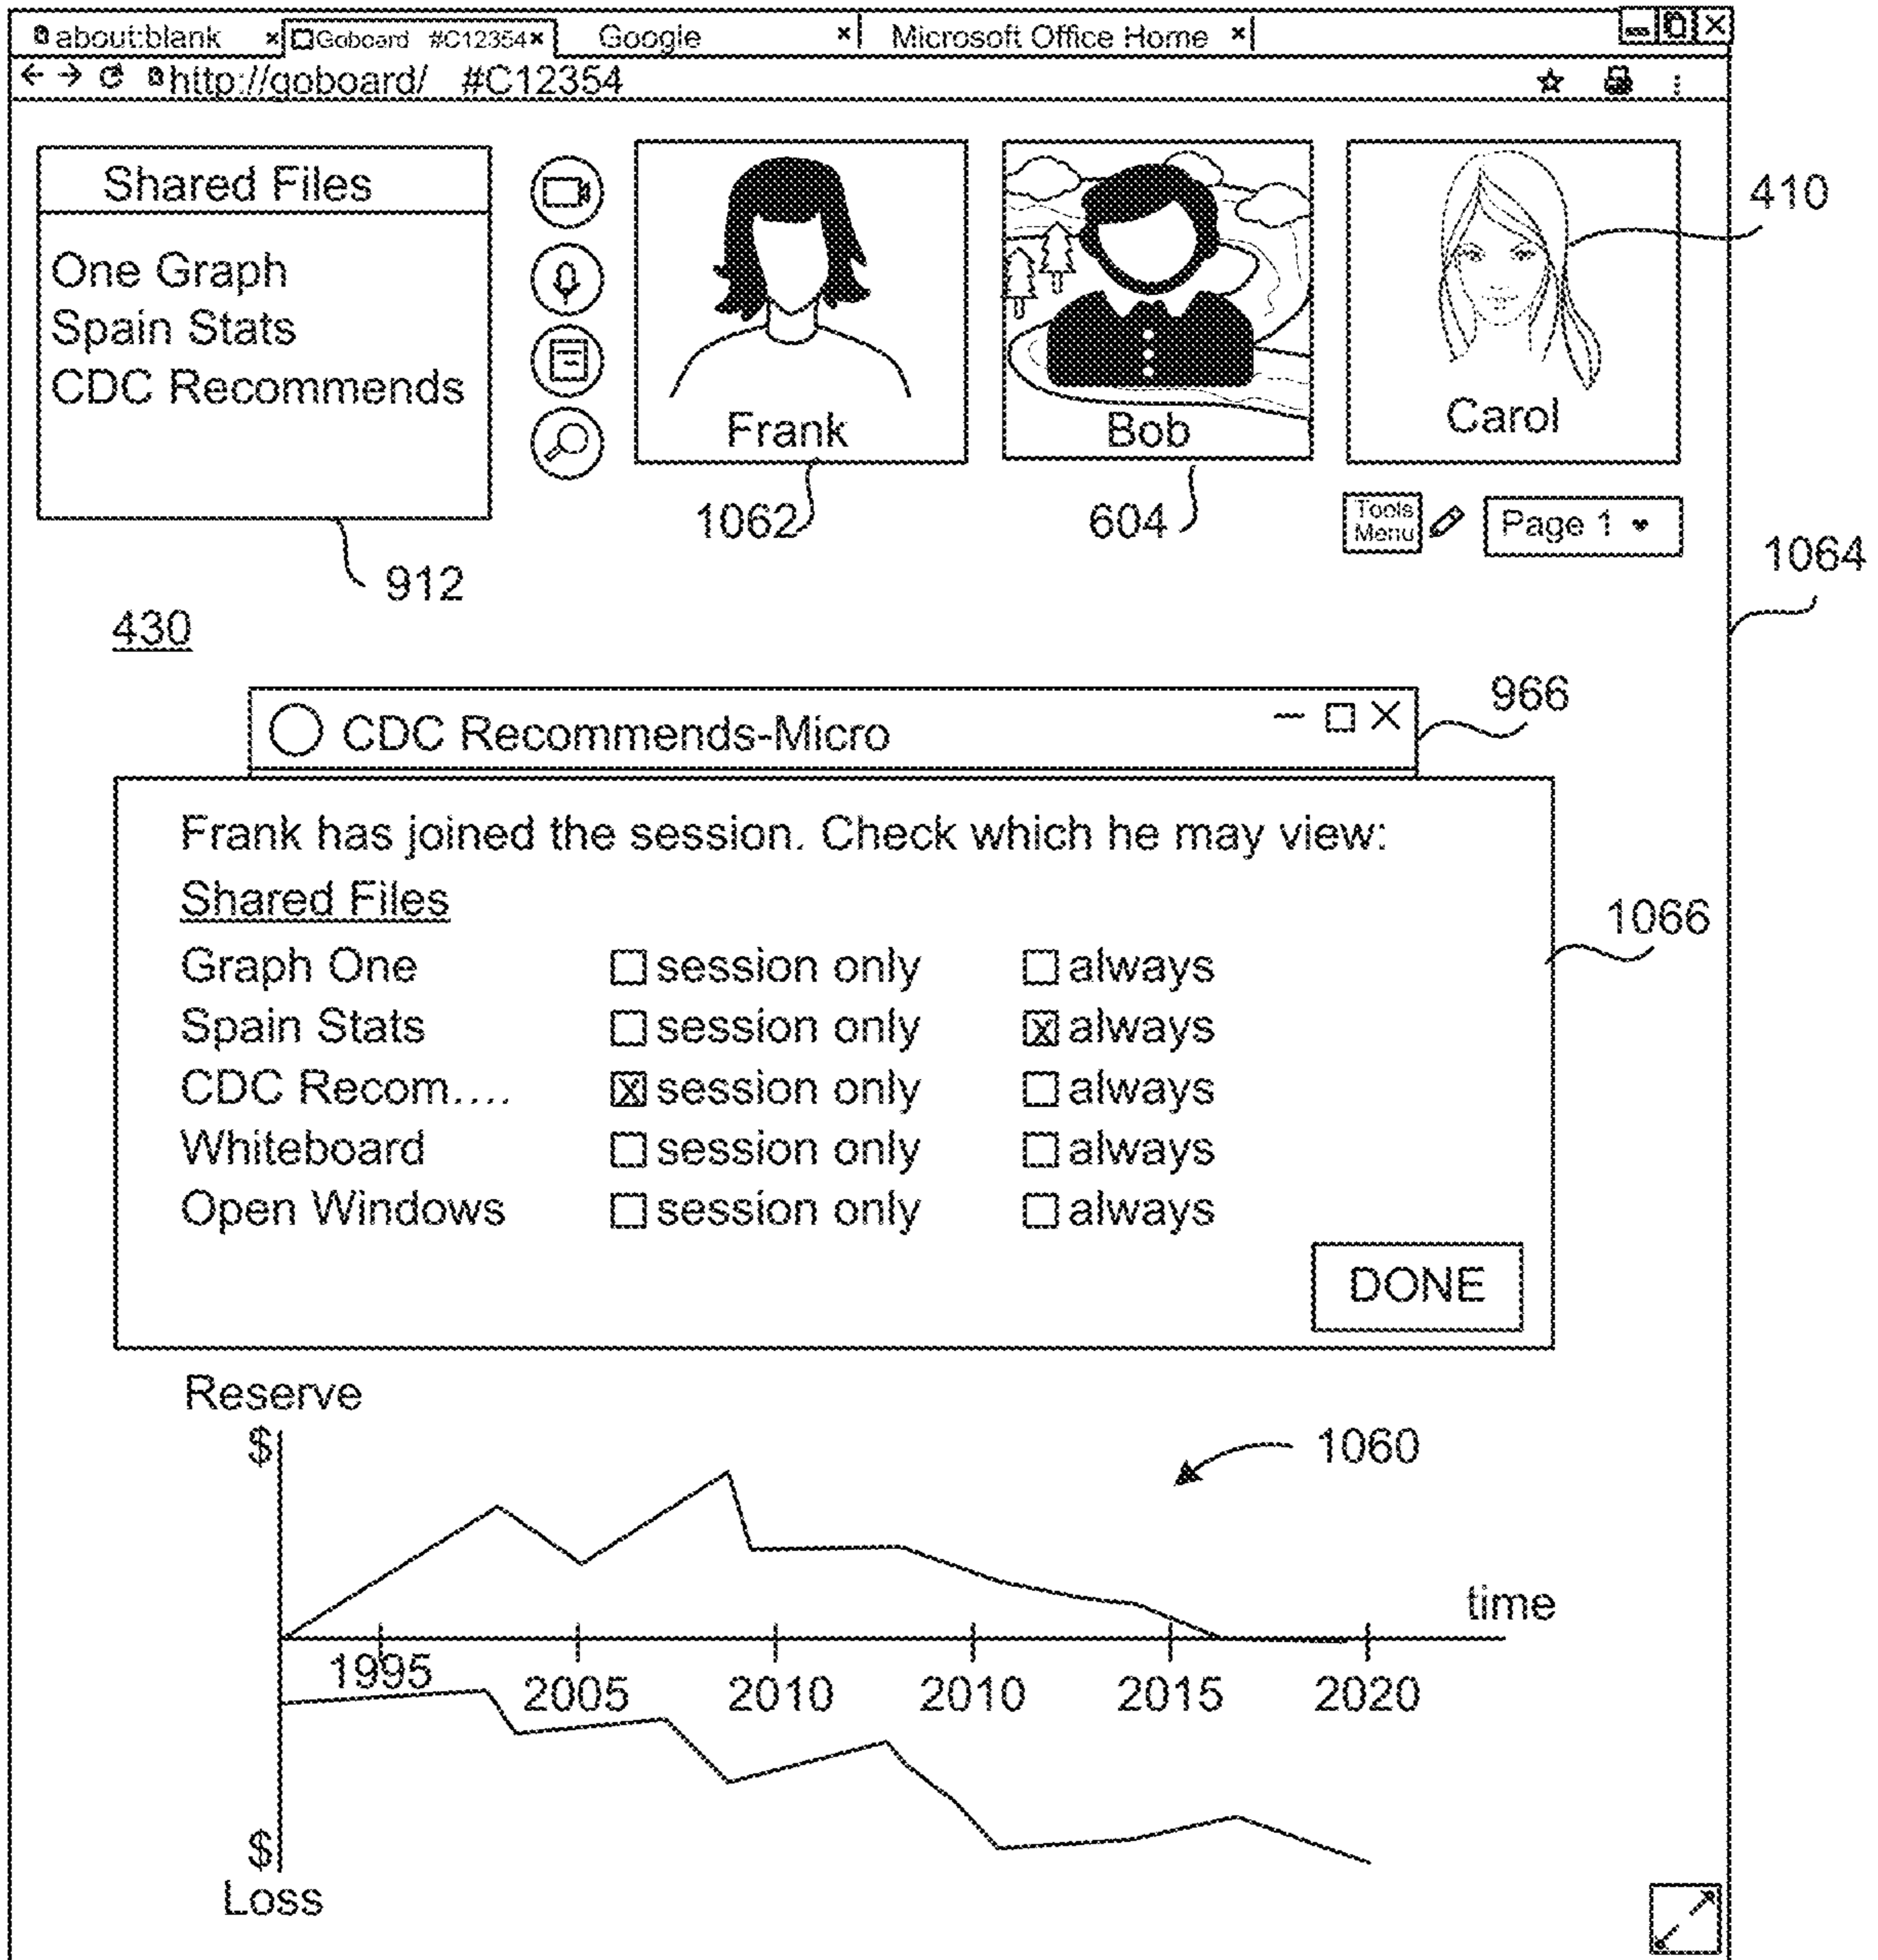 about:blank × Goboard #C12354 × Google × Microsoft Office Home ×
http://goboard/ #C12354
Shared Files
One Graph
Spain Stats
CDC Recommends
Frank
Bob
Carol
410
1062
604
Tools
Menu
Page 1
912
1064
430
966
CDC Recommends-Micro
Frank has joined the session. Check which he may view:
Shared Files
1066
Graph One session only always
Spain Stats session only X always
CDC Recom.... X session only always
Whiteboard session only always
Open Windows session only always
DONE
Reserve
$
1060
time
1995 2005 2010 2010 2015 2020
$
Loss